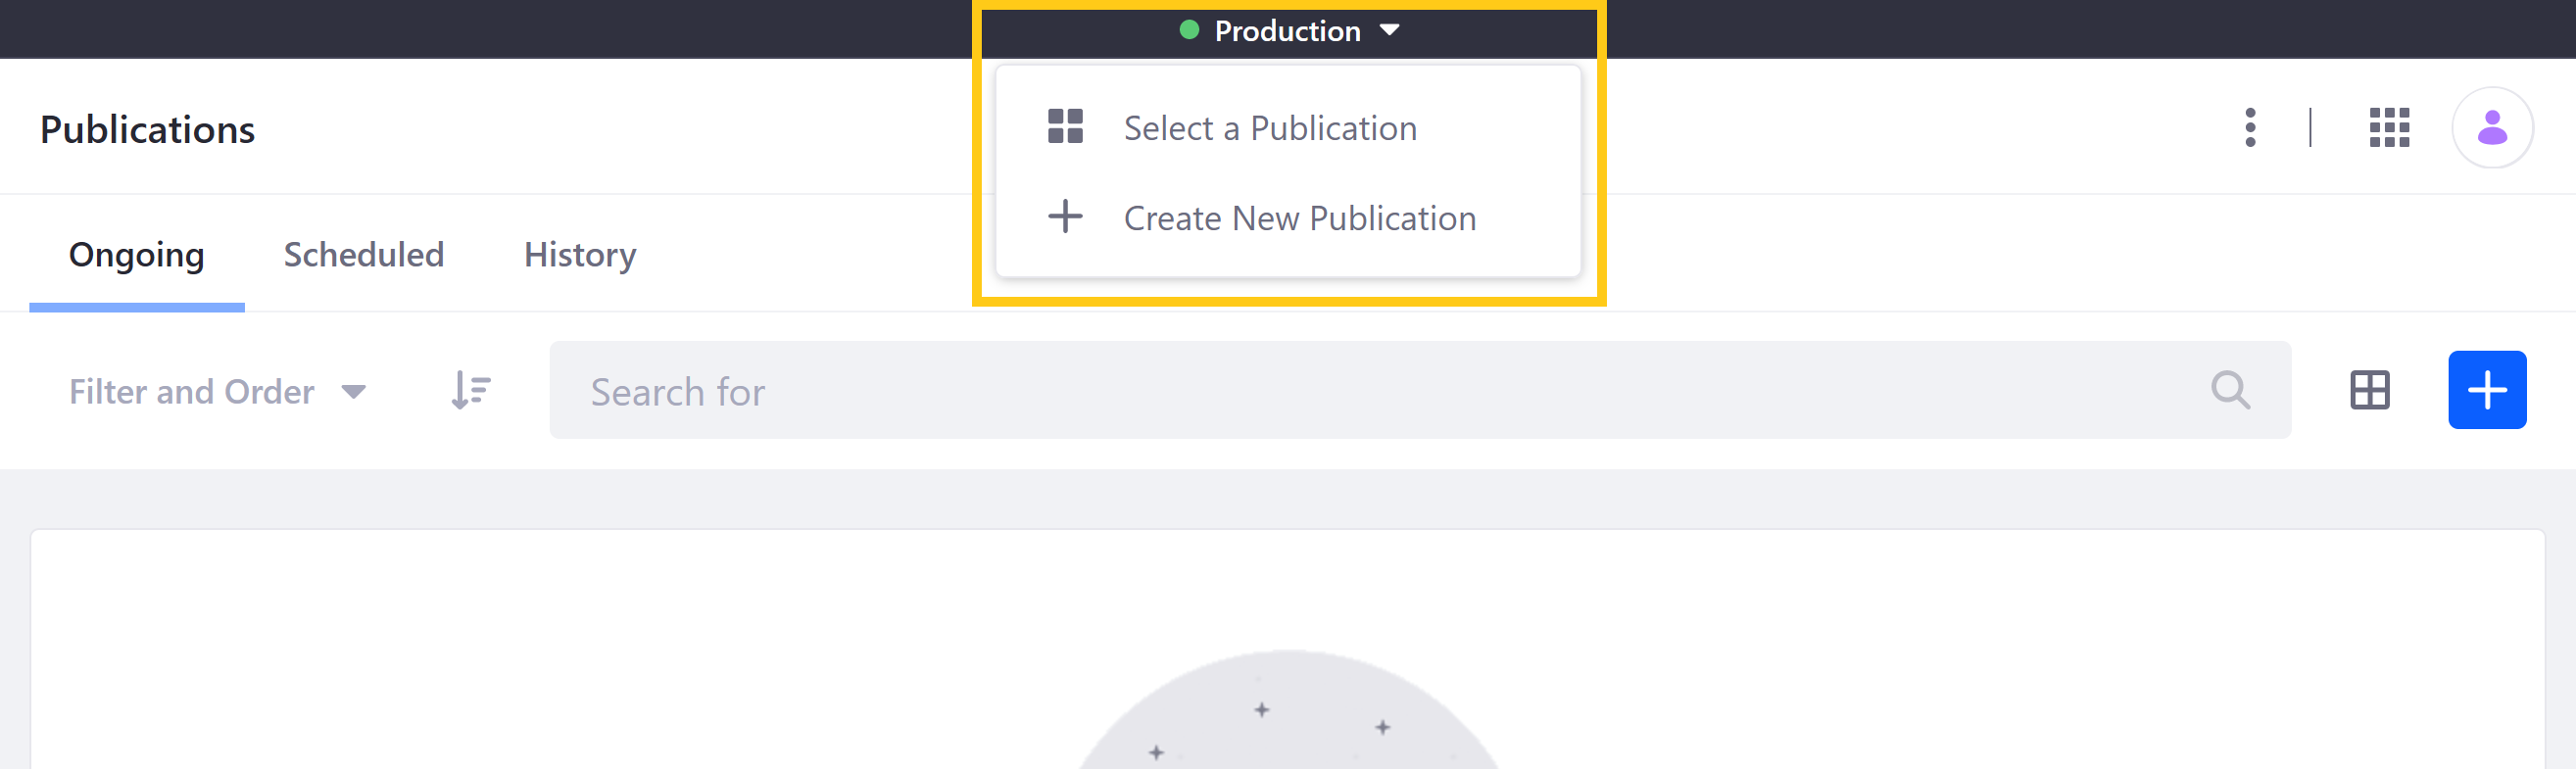 Production
Select a Publication
Create New Publication
Publications
Ongoing Scheduled History
Filter and Order Search for